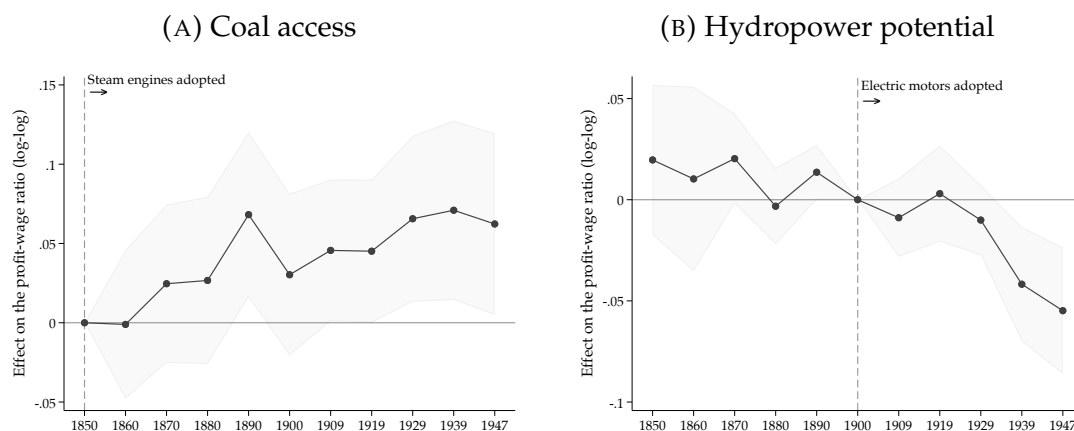 (A) Coal access
Effect on the profit-wage ratio (log-log)
.15
.1
.05
0
-.05
Steam engines adopted
1850 1860 1870 1880 1890 1900 1909 1919 1929 1939 1947
(B) Hydropower potential
Effect on the profit-wage ratio (log-log)
.05
0
-.05
-.1
Electric motors adopted
1850 1860 1870 1880 1890 1900 1909 1919 1929 1939 1947